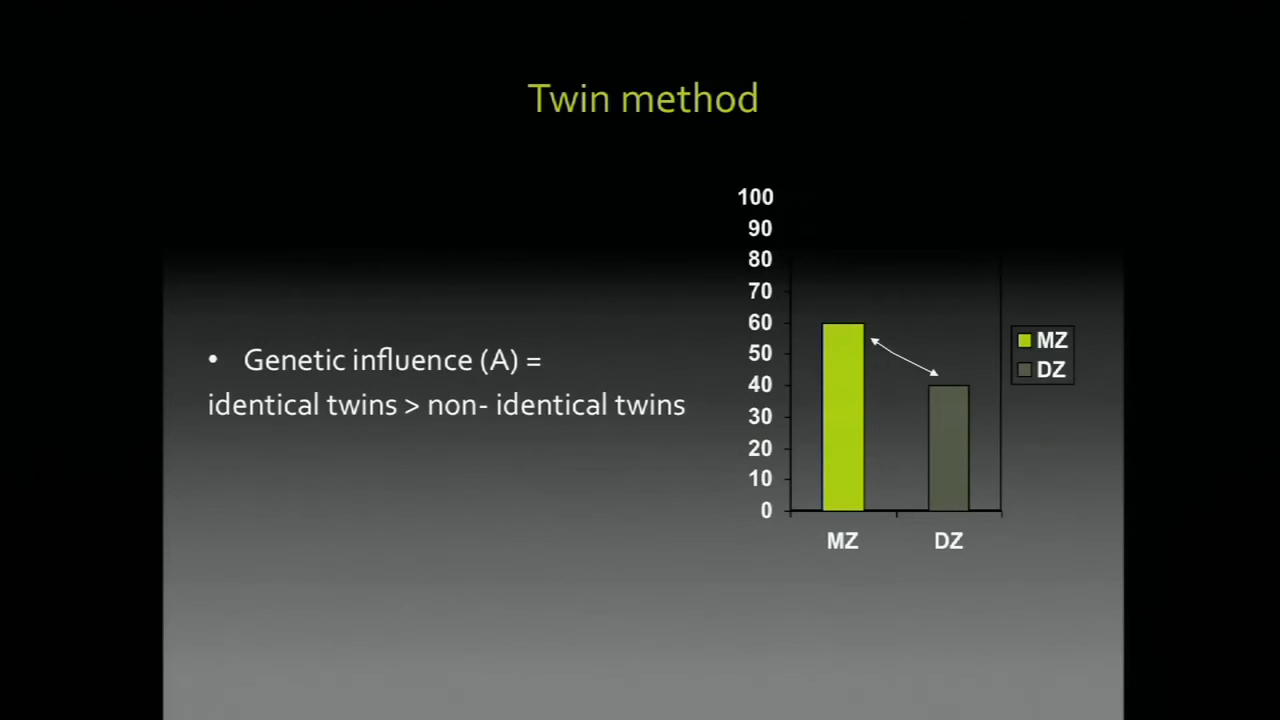 Twin method
• Genetic influence (A) =
identical twins > non- identical twins
100
90
80
70
60
50
40
30
20
10
0
MZ
DZ
MZ
DZ